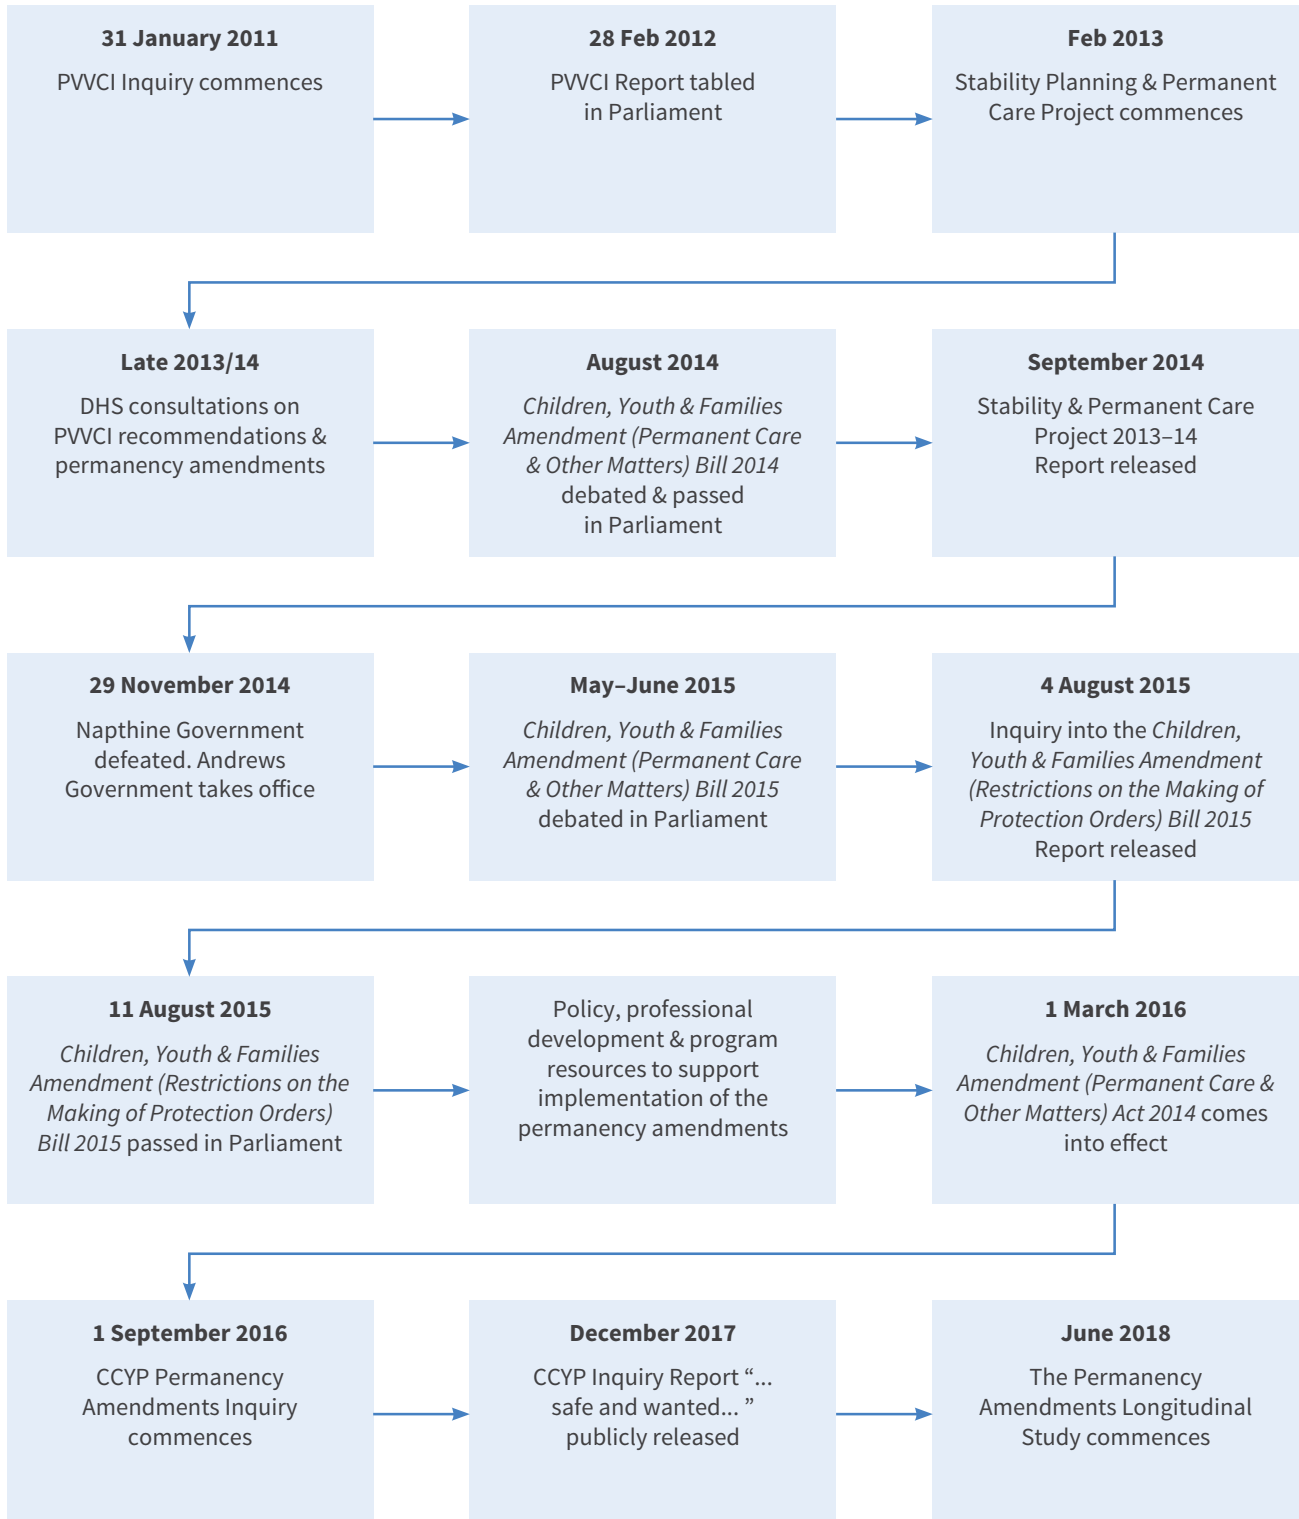 31 January 2011
PVVCI Inquiry commences
28 Feb 2012
PVVCI Report tabled
in Parliament
Feb 2013
Stability Planning & Permanent
Care Project commences
Late 2013/14
DHS consultations on
PVVCI recommendations &
permanency amendments
August 2014
Children, Youth & Families
Amendment (Permanent Care
& Other Matters) Bill 2014
debated & passed
in Parliament
September 2014
Stability & Permanent Care
Project 2013–14
Report released
29 November 2014
Napthine Government
defeated. Andrews
Government takes office
May–June 2015
Children, Youth & Families
Amendment (Permanent Care
& Other Matters) Bill 2015
debated in Parliament
4 August 2015
Inquiry into the Children,
Youth & Families Amendment
(Restrictions on the Making of
Protection Orders) Bill 2015
Report released
11 August 2015
Children, Youth & Families
Amendment (Restrictions on the
Making of Protection Orders)
Bill 2015 passed in Parliament
Policy, professional
development & program
resources to support
implementation of the
permanency amendments
1 March 2016
Children, Youth & Families
Amendment (Permanent Care &
Other Matters) Act 2014 comes
into effect
1 September 2016
CCYP Permanency
Amendments Inquiry
commences
December 2017
CCYP Inquiry Report “...
safe and wanted... ”
publicly released
June 2018
The Permanency
Amendments Longitudinal
Study commences